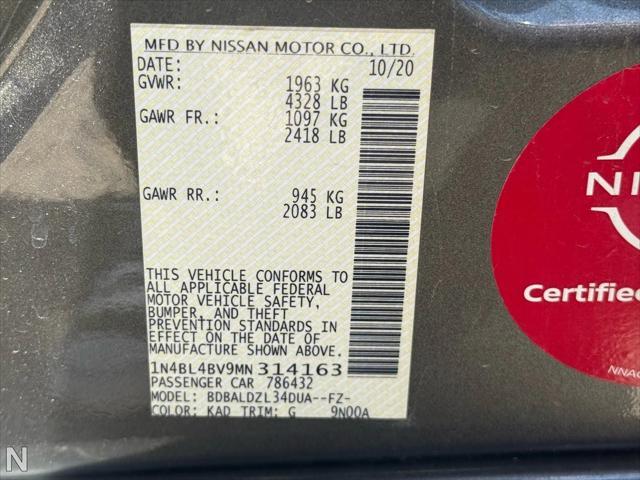 MFD BY NISSAN MOTOR CO., LTD.
DATE: 10/20
GVWR: 1963 KG
4328 LB
GAWR FR.: 1097 KG
2418 LB
GAWR RR.: 945 KG
2083 LB
THIS VEHICLE CONFORMS TO
ALL APPLICABLE FEDERAL
MOTOR VEHICLE SAFETY,
BUMPER, AND THEFT
PREVENTION STANDARDS IN
EFFECT ON THE DATE OF
MANUFACTURE SHOWN ABOVE.
1N4BL4BV9MN314163
PASSENGER CAR 786432
MODEL: BDBALDZL34DUA--FZ-
COLOR: KAD TRIM: G 9N00A
NI
Certified
NNA
N